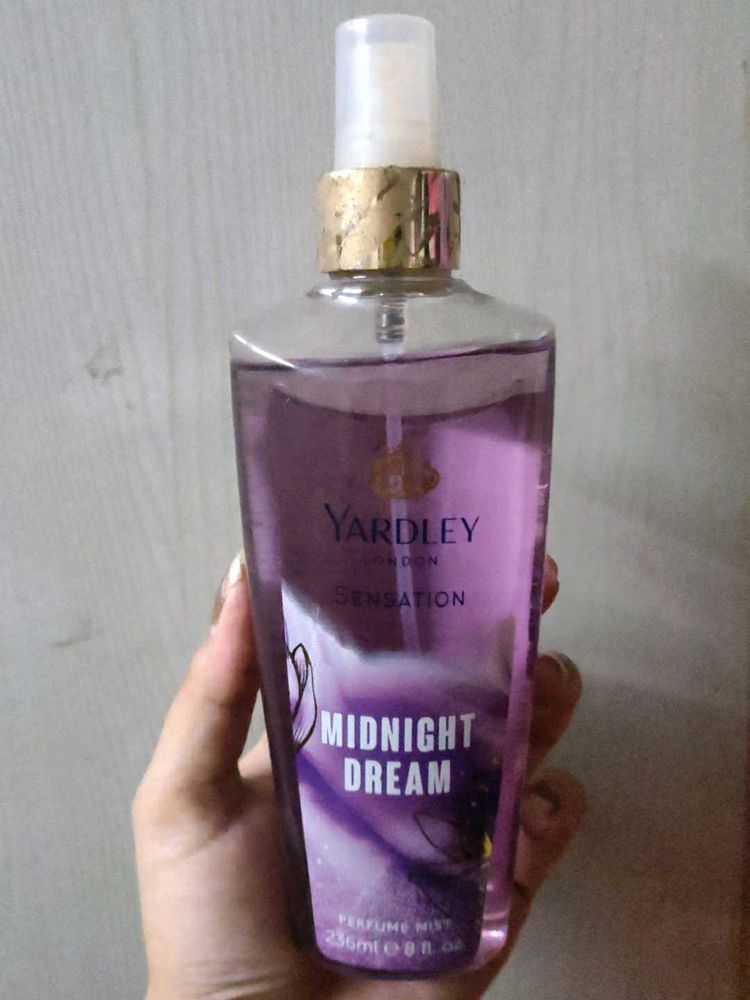 YARDLEY
LONDON
SENSATION
MIDNIGHT
DREAM
PERFUME MIST
236ml e 8 fl. oz